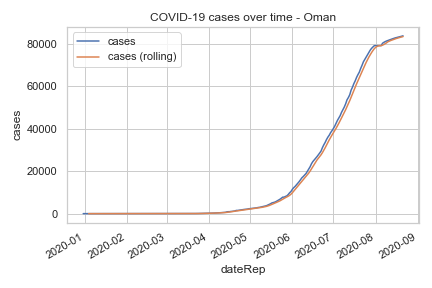 COVID-19 cases over time - Oman
cases
cases (rolling)
80000
60000
40000
20000
0
cases
2020-01
2020-02
2020-03
2020-04
2020-05
2020-06
2020-07
2020-08
2020-09
dateRep